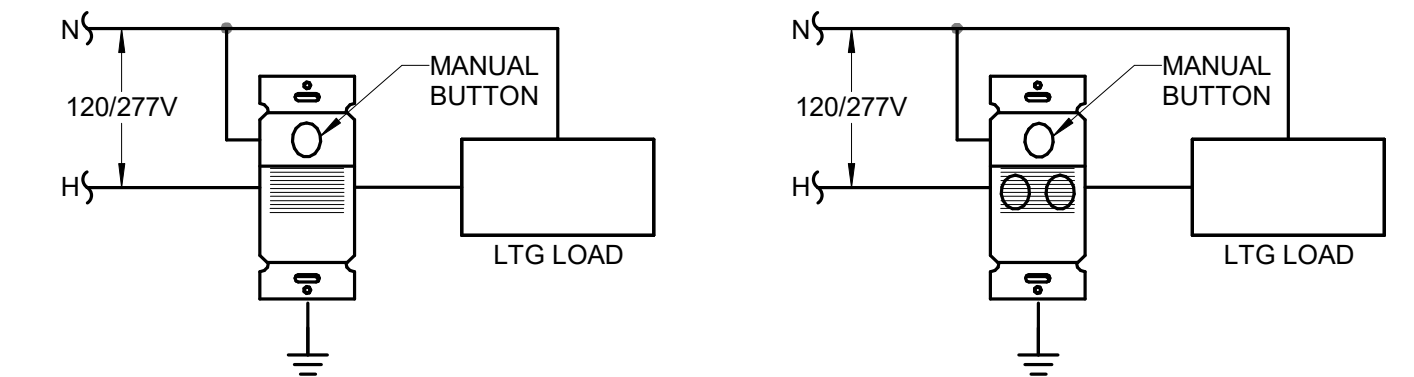 N
MANUAL
BUTTON
120/277V
H
LTG LOAD
N
MANUAL
BUTTON
120/277V
H
LTG LOAD